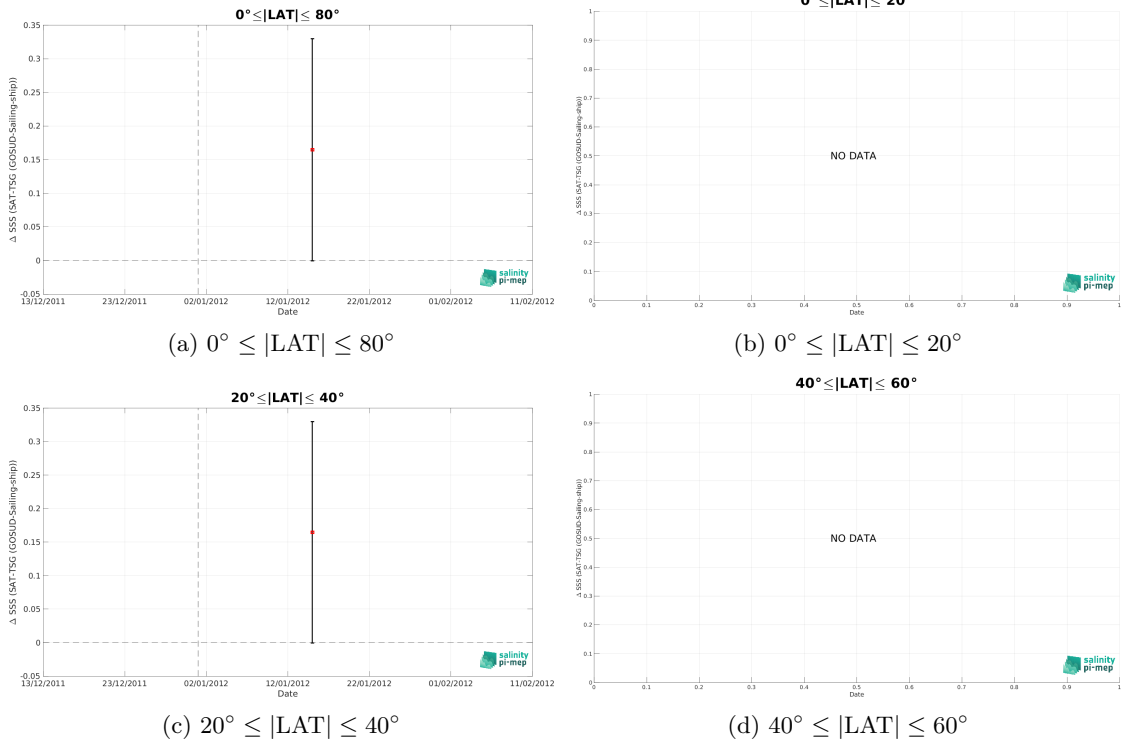 0°≤|LAT|≤ 80°
0.35
0.3
0.25
0.2
0.15
0.1
0.05
0
-0.05
Δ SSS (SAT-TSG (GOSUD-Sailing-ship))
13/12/2011 23/12/2011 02/01/2012 12/01/2012 22/01/2012 01/02/2012 11/02/2012
Date
salinity
pi-mep
(a) 0° ≤ |LAT| ≤ 80°
0°≤|LAT|≤ 20°
1
0.9
0.8
0.7
0.6
0.5
0.4
0.3
0.2
0.1
0
Δ SSS (SAT-TSG (GOSUD-Sailing-ship))
NO DATA
0 0.1 0.2 0.3 0.4 0.5 0.6 0.7 0.8 0.9 1
Date
salinity
pi-mep
(b) 0° ≤ |LAT| ≤ 20°
20°≤|LAT|≤ 40°
0.35
0.3
0.25
0.2
0.15
0.1
0.05
0
-0.05
Δ SSS (SAT-TSG (GOSUD-Sailing-ship))
13/12/2011 23/12/2011 02/01/2012 12/01/2012 22/01/2012 01/02/2012 11/02/2012
Date
salinity
pi-mep
(c) 20° ≤ |LAT| ≤ 40°
40°≤|LAT|≤ 60°
1
0.9
0.8
0.7
0.6
0.5
0.4
0.3
0.2
0.1
0
Δ SSS (SAT-TSG (GOSUD-Sailing-ship))
NO DATA
0 0.1 0.2 0.3 0.4 0.5 0.6 0.7 0.8 0.9 1
Date
salinity
pi-mep
(d) 40° ≤ |LAT| ≤ 60°